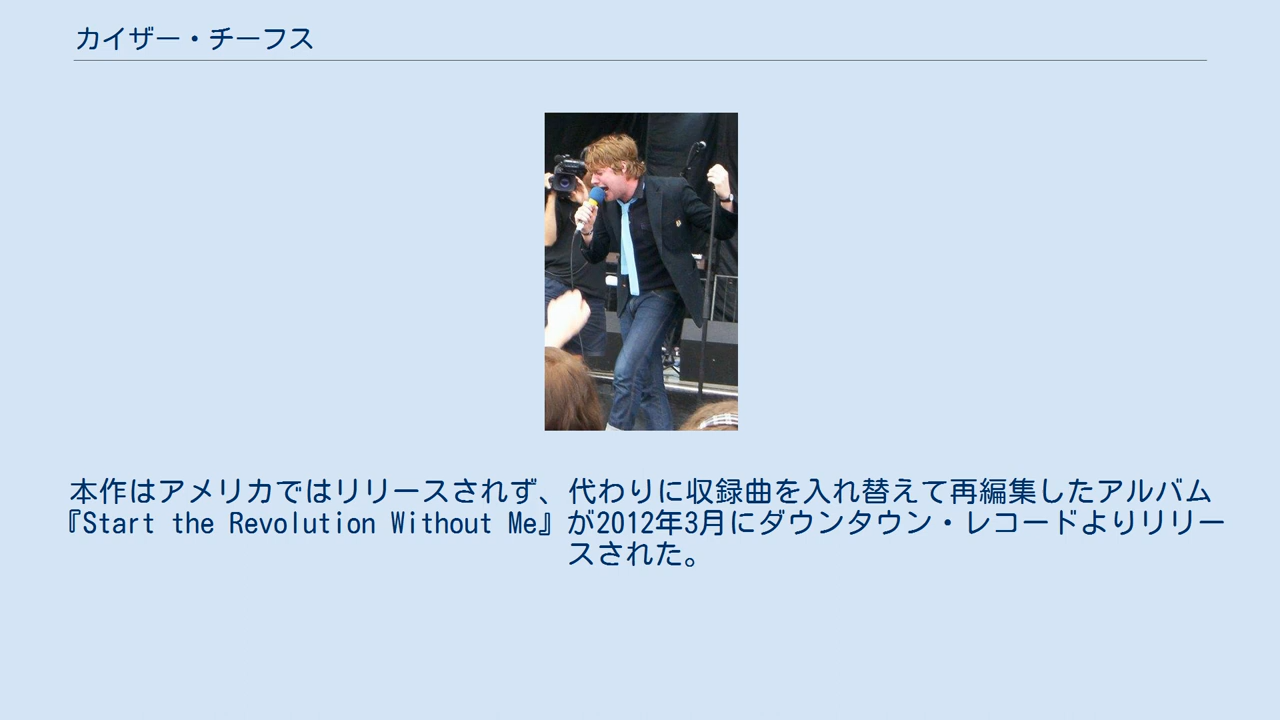 カイザー・チーフス
本作はアメリカではリリースされず、代わりに収録曲を入れ替えて再編集したアルバム
『Start the Revolution Without Me』が2012年3月にダウンタウン・レコードよりリリー
スされた。